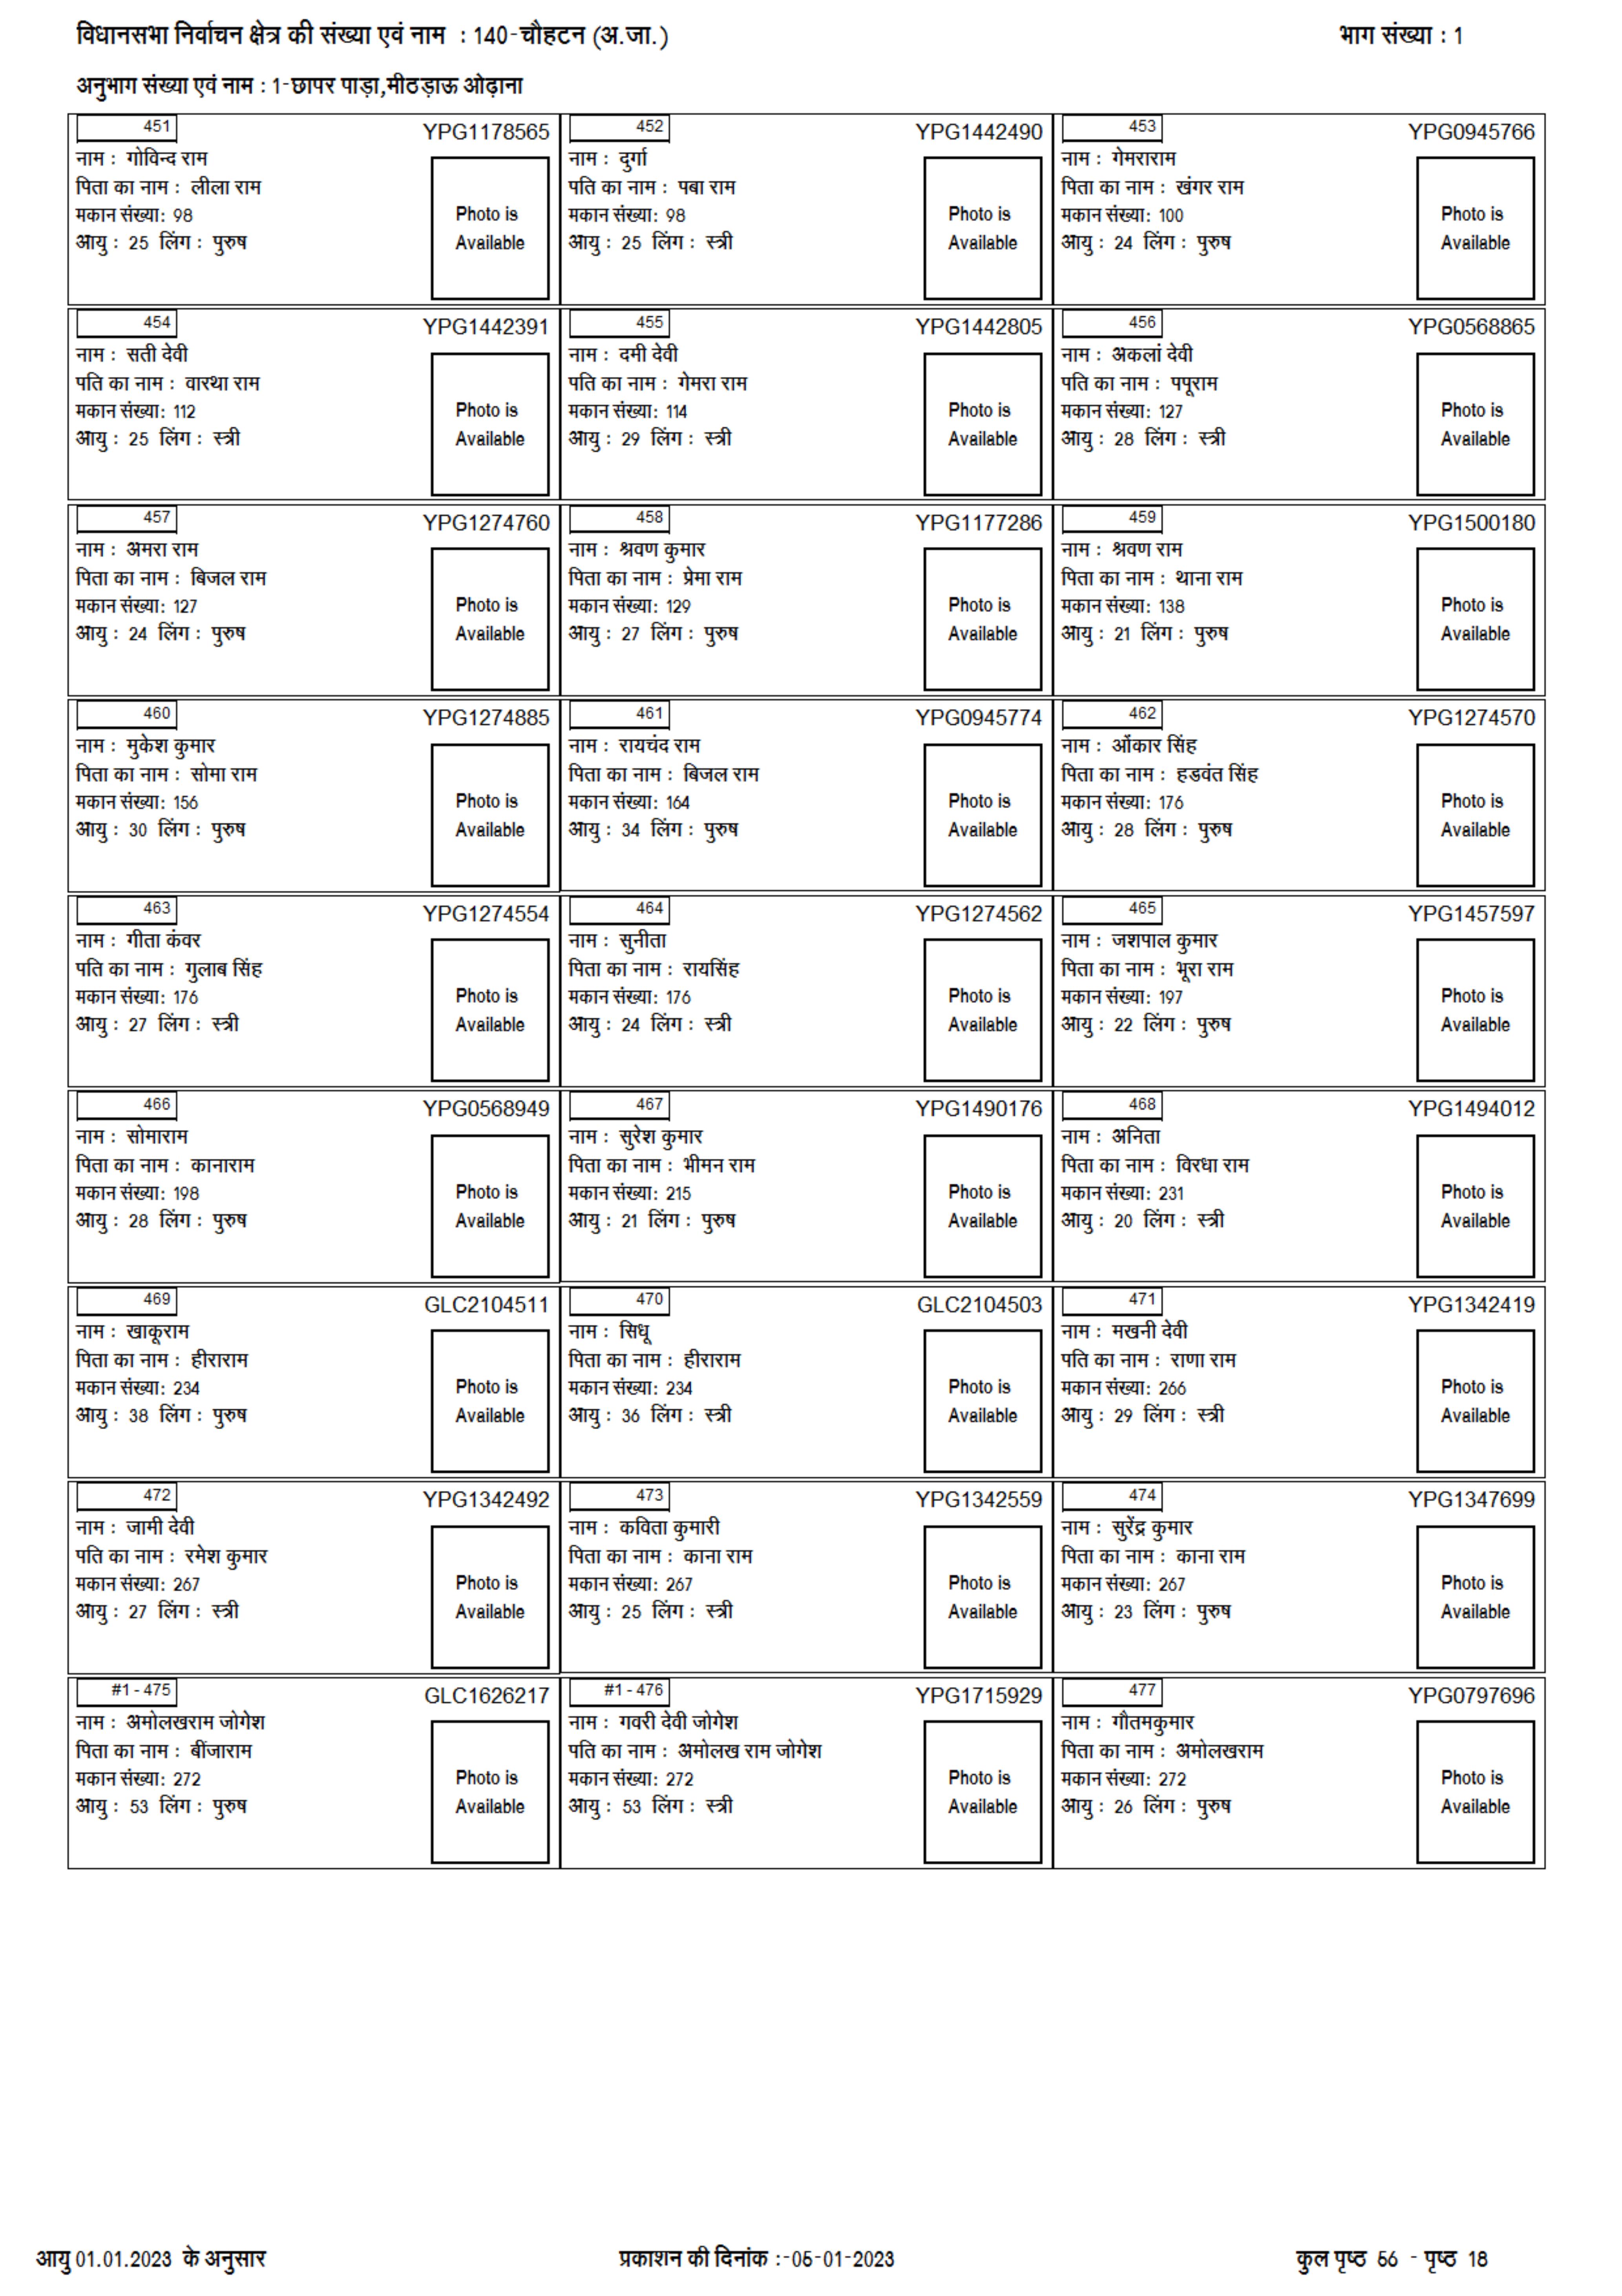 विधानसभा निर्वाचन क्षेत्र की संख्या एवं नाम : 140-चौहटन (अ.जा.) भाग संख्या : 1
अनुभाग संख्या एवं नाम : 1-छापर पाड़ा,मीठड़ाऊ ओढ़ाना
451 YPG1178565
नाम : गोविन्द राम
पिता का नाम : लीला राम
मकान संख्या: 98
आयु : 25 लिंग : पुरुष
Photo is
Available
452 YPG1442490
नाम : दुर्गा
पति का नाम : पबा राम
मकान संख्या: 98
आयु : 25 लिंग : स्त्री
Photo is
Available
453 YPG0945766
नाम : गेमराराम
पिता का नाम : खंगर राम
मकान संख्या: 100
आयु : 24 लिंग : पुरुष
Photo is
Available
454 YPG1442391
नाम : सती देवी
पति का नाम : वारथा राम
मकान संख्या: 112
आयु : 25 लिंग : स्त्री
Photo is
Available
455 YPG1442805
नाम : दमी देवी
पति का नाम : गेमरा राम
मकान संख्या: 114
आयु : 29 लिंग : स्त्री
Photo is
Available
456 YPG0568865
नाम : अकलां देवी
पति का नाम : पपूराम
मकान संख्या: 127
आयु : 28 लिंग : स्त्री
Photo is
Available
457 YPG1274760
नाम : अमरा राम
पिता का नाम : बिजल राम
मकान संख्या: 127
आयु : 24 लिंग : पुरुष
Photo is
Available
458 YPG1177286
नाम : श्रवण कुमार
पिता का नाम : प्रेमा राम
मकान संख्या: 129
आयु : 27 लिंग : पुरुष
Photo is
Available
459 YPG1500180
नाम : श्रवण राम
पिता का नाम : थाना राम
मकान संख्या: 138
आयु : 21 लिंग : पुरुष
Photo is
Available
460 YPG1274885
नाम : मुकेश कुमार
पिता का नाम : सोमा राम
मकान संख्या: 156
आयु : 30 लिंग : पुरुष
Photo is
Available
461 YPG0945774
नाम : रायचंद राम
पिता का नाम : बिजल राम
मकान संख्या: 164
आयु : 34 लिंग : पुरुष
Photo is
Available
462 YPG1274570
नाम : ओंकार सिंह
पिता का नाम : हडवंत सिंह
मकान संख्या: 176
आयु : 28 लिंग : पुरुष
Photo is
Available
463 YPG1274554
नाम : गीता कंवर
पति का नाम : गुलाब सिंह
मकान संख्या: 176
आयु : 27 लिंग : स्त्री
Photo is
Available
464 YPG1274562
नाम : सुनीता
पिता का नाम : रायसिंह
मकान संख्या: 176
आयु : 24 लिंग : स्त्री
Photo is
Available
465 YPG1457597
नाम : जशपाल कुमार
पिता का नाम : भूरा राम
मकान संख्या: 197
आयु : 22 लिंग : पुरुष
Photo is
Available
466 YPG0568949
नाम : सोमाराम
पिता का नाम : कानाराम
मकान संख्या: 198
आयु : 28 लिंग : पुरुष
Photo is
Available
467 YPG1490176
नाम : सुरेश कुमार
पिता का नाम : भीमन राम
मकान संख्या: 215
आयु : 21 लिंग : पुरुष
Photo is
Available
468 YPG1494012
नाम : अनिता
पिता का नाम : विरधा राम
मकान संख्या: 231
आयु : 20 लिंग : स्त्री
Photo is
Available
469 GLC2104511
नाम : खाकूराम
पिता का नाम : हीराराम
मकान संख्या: 234
आयु : 38 लिंग : पुरुष
Photo is
Available
470 GLC2104503
नाम : सिधू
पिता का नाम : हीराराम
मकान संख्या: 234
आयु : 36 लिंग : स्त्री
Photo is
Available
471 YPG1342419
नाम : मखनी देवी
पति का नाम : राणा राम
मकान संख्या: 266
आयु : 29 लिंग : स्त्री
Photo is
Available
472 YPG1342492
नाम : जामी देवी
पति का नाम : रमेश कुमार
मकान संख्या: 267
आयु : 27 लिंग : स्त्री
Photo is
Available
473 YPG1342559
नाम : कविता कुमारी
पिता का नाम : काना राम
मकान संख्या: 267
आयु : 25 लिंग : स्त्री
Photo is
Available
474 YPG1347699
नाम : सुरेंद्र कुमार
पिता का नाम : काना राम
मकान संख्या: 267
आयु : 23 लिंग : पुरुष
Photo is
Available
#1 - 475 GLC1626217
नाम : अमोलखराम जोगेश
पिता का नाम : बींजाराम
मकान संख्या: 272
आयु : 53 लिंग : पुरुष
Photo is
Available
#1 - 476 YPG1715929
नाम : गवरी देवी जोगेश
पति का नाम : अमोलख राम जोगेश
मकान संख्या: 272
आयु : 53 लिंग : स्त्री
Photo is
Available
477 YPG0797696
नाम : गौतमकुमार
पिता का नाम : अमोलखराम
मकान संख्या: 272
आयु : 26 लिंग : पुरुष
Photo is
Available
आयु 01.01.2023 के अनुसार प्रकाशन की दिनांक :-05-01-2023 कुल पृष्ठ 56 - पृष्ठ 18